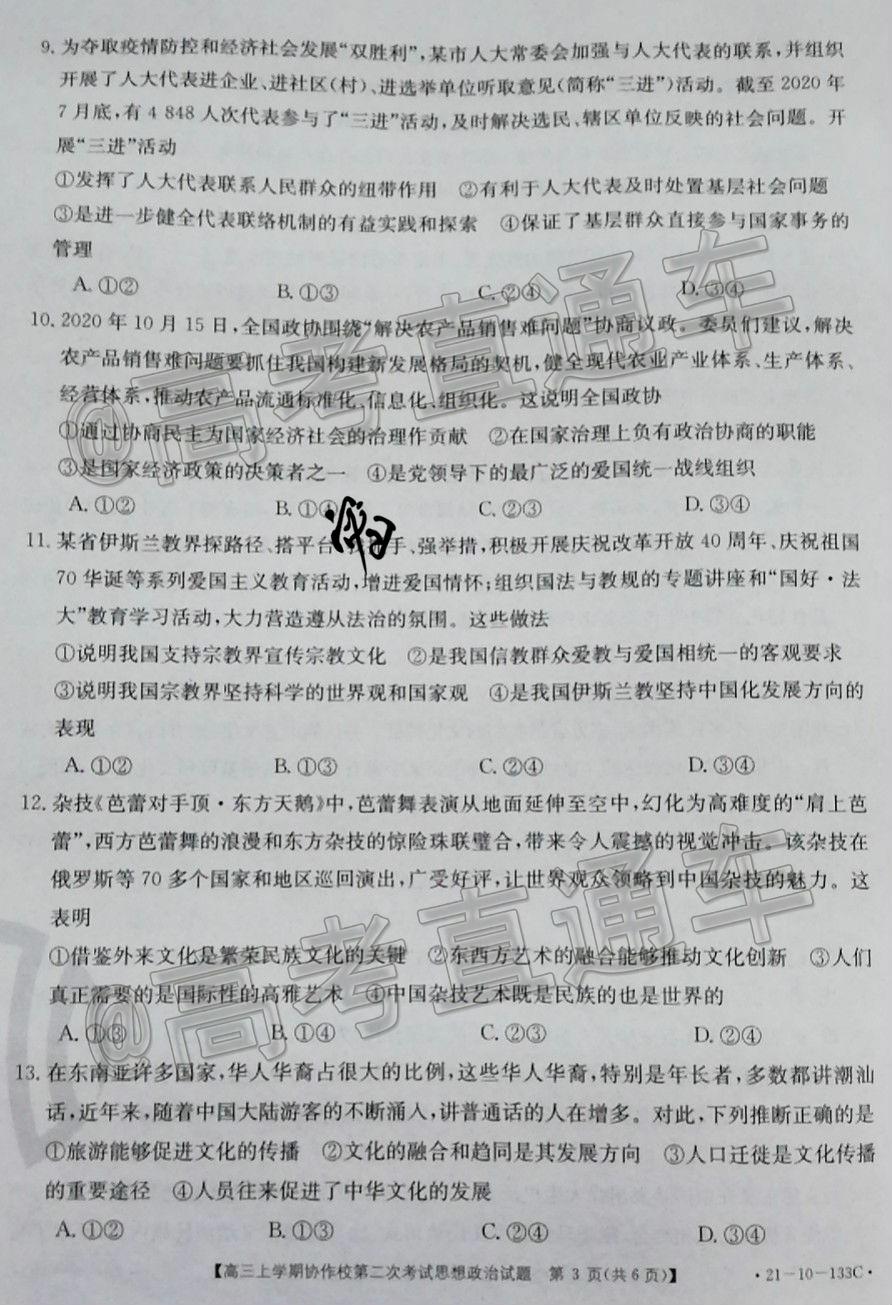 9. 为夺取疫情防控和经济社会发展“双胜利”,某市人大常委会加强与人大代表的联系,并组织
开展了人大代表进企业、进社区(村)、进选举单位听取意见(简称“三进”)活动。截至 2020 年
7 月底,有 4 848 人次代表参与了“三进”活动,及时解决选民、辖区单位反映的社会问题。开
展“三进”活动
①发挥了人大代表联系人民群众的纽带作用 ②有利于人大代表及时处置基层社会问题
③是进一步健全代表联络机制的有益实践和探索 ④保证了基层群众直接参与国家事务的
管理
A. ①② B. ①③ C. ②④ D. ③④
10. 2020 年 10 月 15 日,全国政协围绕“解决农产品销售难问题”协商议政。委员们建议,解决
农产品销售难问题要抓住我国构建新发展格局的契机,健全现代农业产业体系、生产体系、
经营体系,推动农产品流通标准化、信息化、组织化。这说明全国政协
①通过协商民主为国家经济社会的治理作贡献 ②在国家治理上负有政治协商的职能
③是国家经济政策的决策者之一 ④是党领导下的最广泛的爱国统一战线组织
A. ①② B. ①④ C. ②③ D. ③④
11. 某省伊斯兰教界探路径、搭平台、手、强举措,积极开展庆祝改革开放 40 周年、庆祝祖国
70 华诞等系列爱国主义教育活动,增进爱国情怀;组织国法与教规的专题讲座和“国好·法
大”教育学习活动,大力营造遵从法治的氛围。这些做法
①说明我国支持宗教界宣传宗教文化 ②是我国信教群众爱教与爱国相统一的客观要求
③说明我国宗教界坚持科学的世界观和国家观 ④是我国伊斯兰教坚持中国化发展方向的
表现
A. ①② B. ①③ C. ②④ D. ③④
12. 杂技《芭蕾对手顶·东方天鹅》中,芭蕾舞表演从地面延伸至空中,幻化为高难度的“肩上芭
蕾”,西方芭蕾舞的浪漫和东方杂技的惊险珠联璧合,带来令人震撼的视觉冲击。该杂技在
俄罗斯等 70 多个国家和地区巡回演出,广受好评,让世界观众领略到中国杂技的魅力。这
表明
①借鉴外来文化是繁荣民族文化的关键 ②东西方艺术的融合能够推动文化创新 ③人们
真正需要的是国际性的高雅艺术 ④中国杂技艺术既是民族的也是世界的
A. ①③ B. ①④ C. ②③ D. ②④
13. 在东南亚许多国家,华人华裔占很大的比例,这些华人华裔,特别是年长者,多数都讲潮汕
话,近年来,随着中国大陆游客的不断涌入,讲普通话的人在增多。对此,下列推断正确的是
①旅游能够促进文化的传播 ②文化的融合和趋同是其发展方向 ③人口迁徙是文化传播
的重要途径 ④人员往来促进了中华文化的发展
A. ①② B. ①③ C. ②④ D. ③④
【高三上学期协作校第二次考试思想政治试题 第 3 页(共 6 页)】 ·21-10-133C·
@高考直通车
@高考直通车